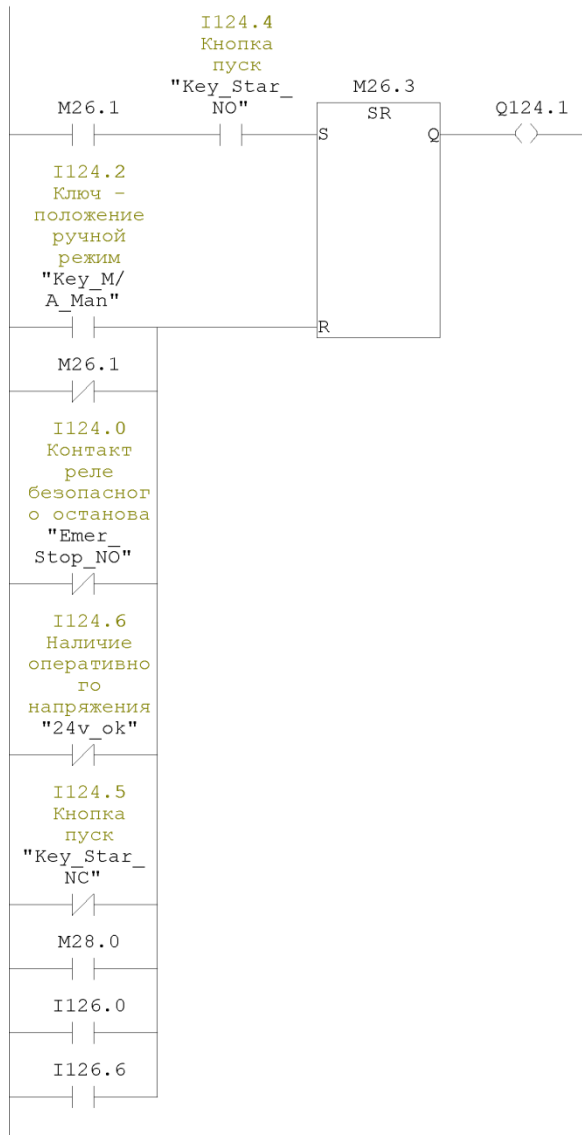 I124.4
Кнопка
пуск
"Key_Star_
NO"
M26.1
M26.3
SR
Q124.1
S
Q
I124.2
Ключ –
положение
ручной
режим
"Key_M/
A_Man"
R
M26.1
I124.0
Контакт
реле
безопасног
о останова
"Emer_
Stop_NO"
I124.6
Наличие
оперативно
го
напряжения
"24v_ok"
I124.5
Кнопка
пуск
"Key_Star_
NC"
M28.0
I126.0
I126.6